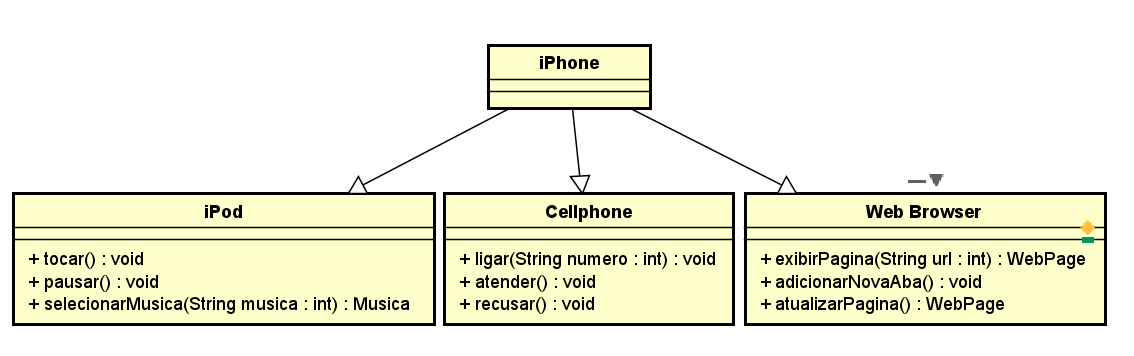 iPhone
iPod
+ tocar() : void
+ pausar() : void
+ selecionarMusica(String musica : int) : Musica
Cellphone
+ ligar(String numero : int) : void
+ atender() : void
+ recusar() : void
Web Browser
+ exibirPagina(String url : int) : WebPage
+ adicionarNovaAba() : void
+ atualizarPagina() : WebPage